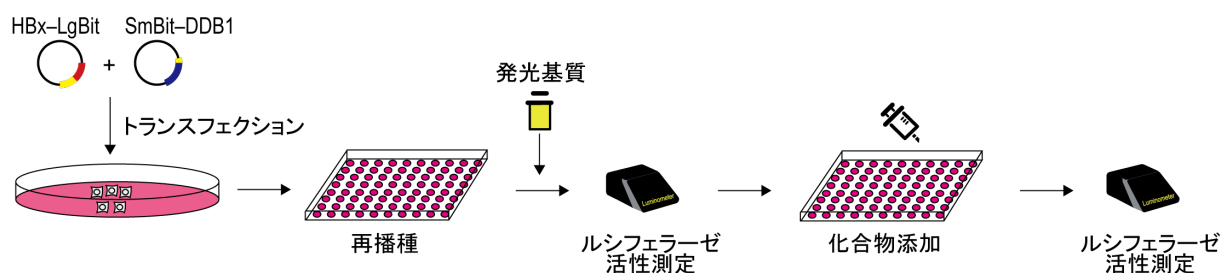 HBx–LgBit
SmBit–DDB1
+
トランスフェクション
再播種
発光基質
Luminometer
ルシフェラーゼ
活性測定
化合物添加
Luminometer
ルシフェラーゼ
活性測定